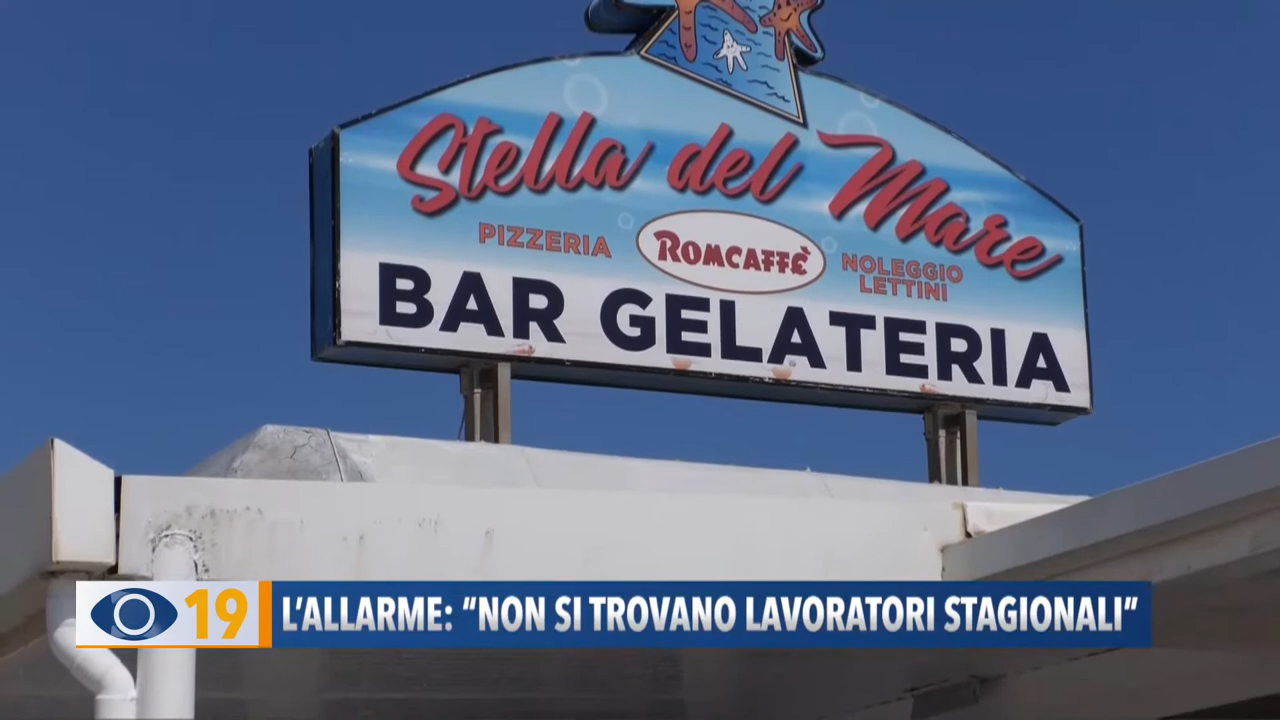 Stella del Mare
PIZZERIA
ROMCAFFÈ
NOLEGGIO
LETTINI
BAR GELATERIA
19
L'ALLARME: “NON SI TROVANO LAVORATORI STAGIONALI”